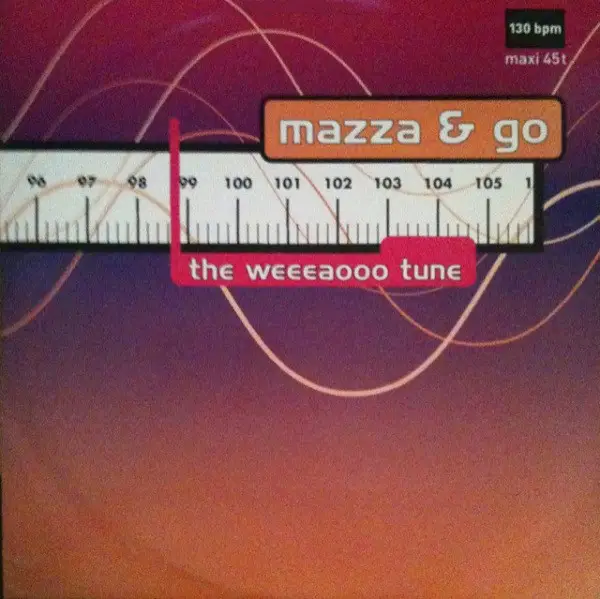 130 bpm
maxi 45t
mazza & go
96 97 98 99 100 101 102 103 104 105 1
the weeeaooo tune